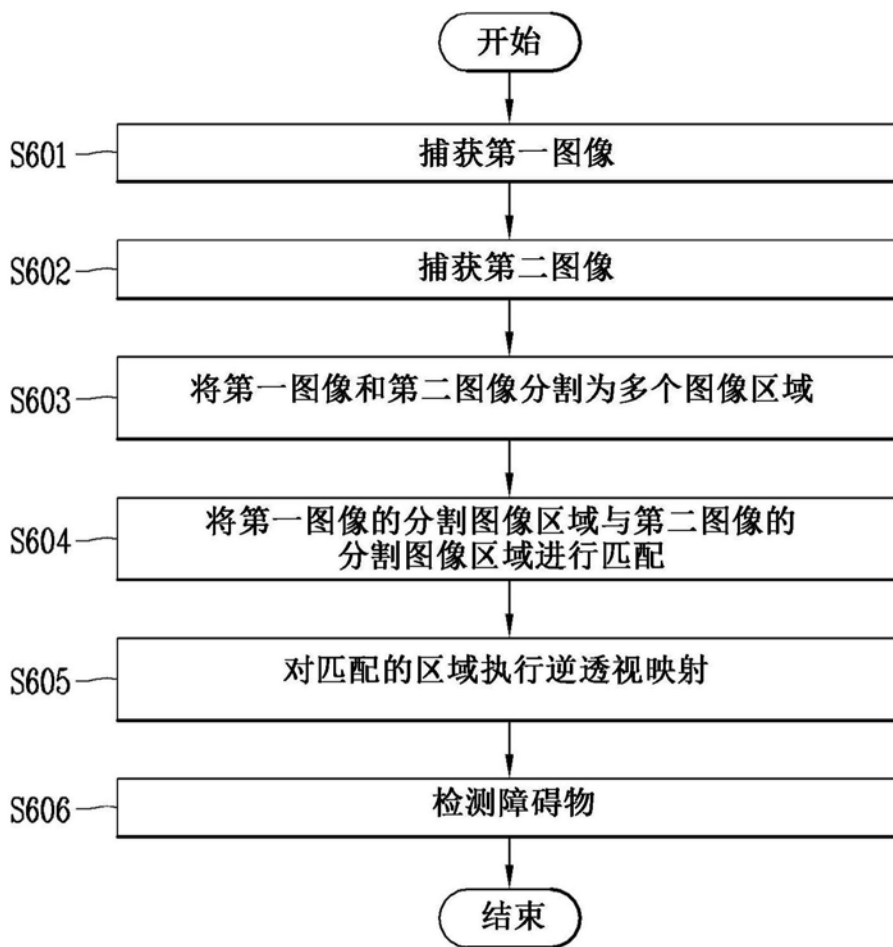 开始
S601
捕获第一图像
S602
捕获第二图像
S603
将第一图像和第二图像分割为多个图像区域
S604
将第一图像的分割图像区域与第二图像的
分割图像区域进行匹配
S605
对匹配的区域执行逆透视映射
S606
检测障碍物
结束